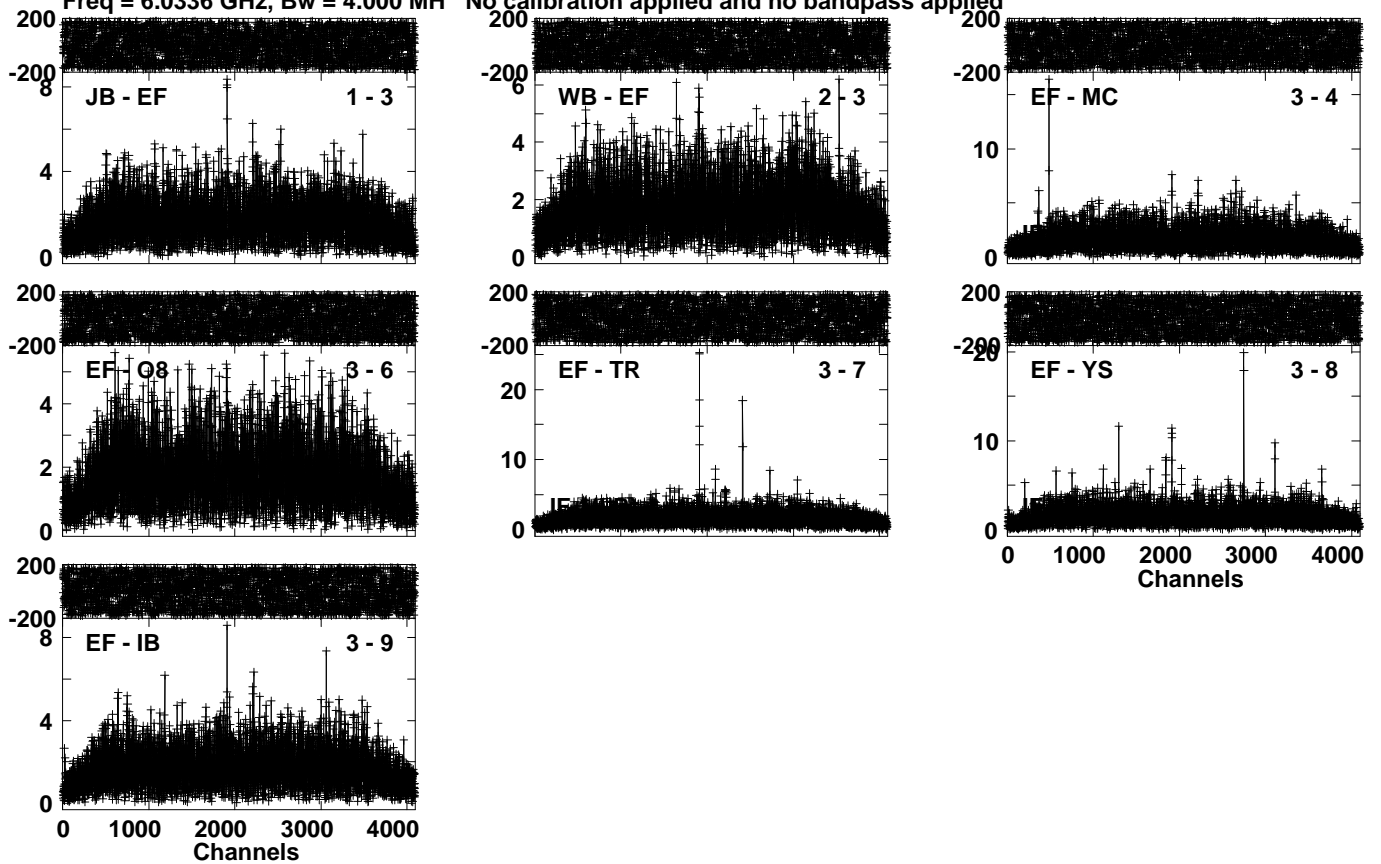 Freq = 6.0336 GHz, Bw = 4.000 MH No calibration applied and no bandpass applied
200 200 200
-200 -200 -200
8 6
JB - EF 1 - 3 WB - EF 2 - 3 EF - MC 3 - 4
4 4 10
2
0 0 0
200 200 200
-200 -200 -200
20
EF - O8 3 - 6 EF - TR 3 - 7 EF - YS 3 - 8
4 20
2 10 10
0 0 0
0 1000 2000 3000 4000
Channels
200
-200
8
EF - IB 3 - 9
4
0
0 1000 2000 3000 4000
Channels